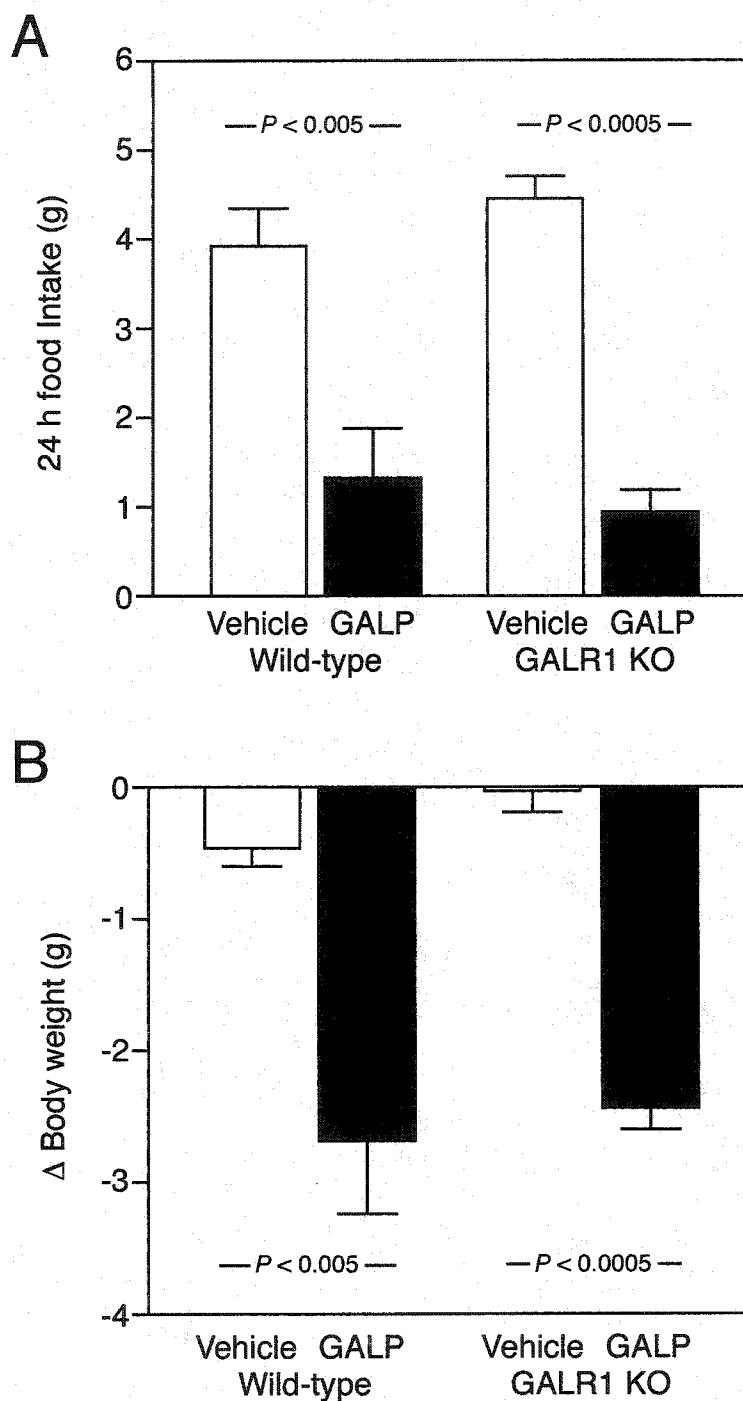 A
6
P < 0.005
P < 0.0005
5
4
3
2
1
0
24 h food Intake (g)
Vehicle GALP Vehicle GALP
Wild-type GALR1 KO
B
0
-1
-2
-3
-4
Δ Body weight (g)
P < 0.005
P < 0.0005
Vehicle GALP Vehicle GALP
Wild-type GALR1 KO